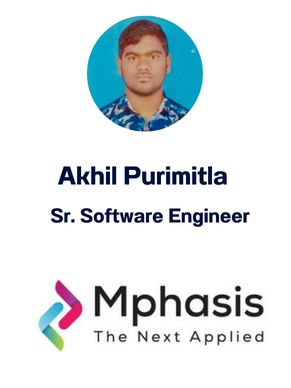 Akhil Purimitla
Sr. Software Engineer
Mphasis
The Next Applied